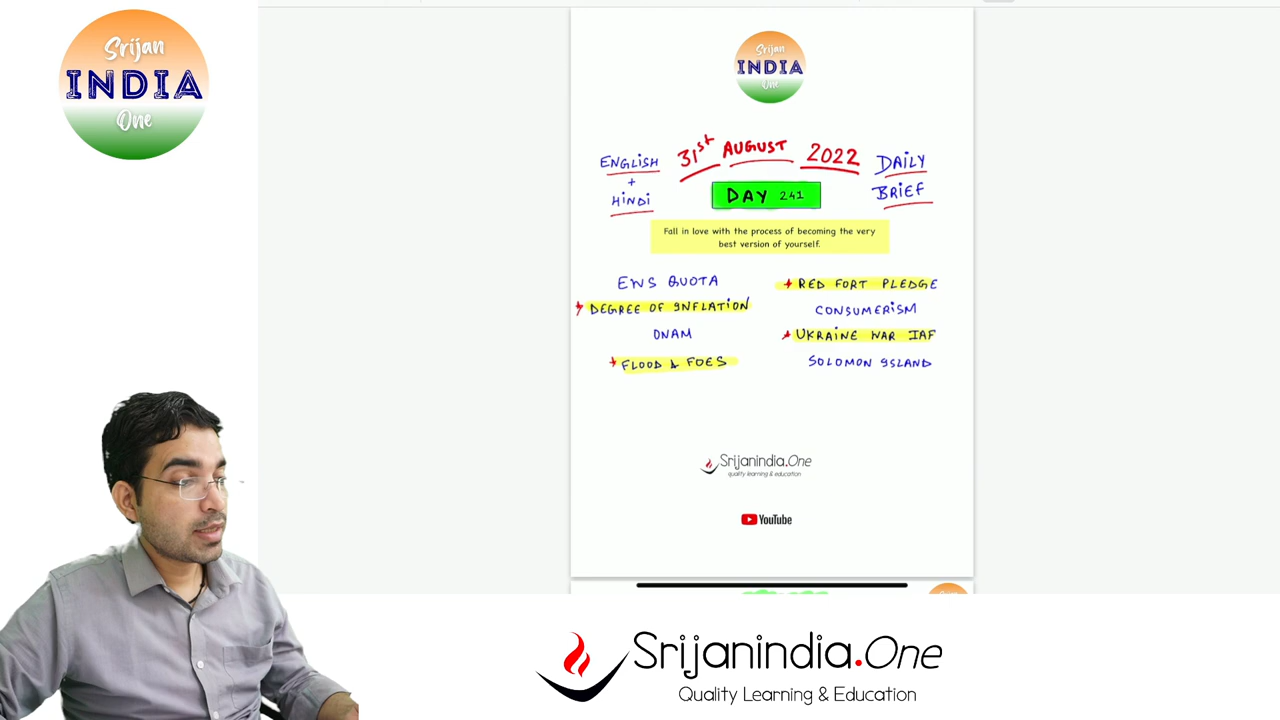 Srijan
INDIA
One
Srijan
INDIA
One
31st AUGUST 2022
ENGLISH
+
HINDI
DAILY
BRIEF
DAY 241
Fall in love with the process of becoming the very
best version of yourself.
EWS QUOTA
DEGREE OF INFLATION
ONAM
FLOOD & FOES
RED FORT PLEDGE
CONSUMERISM
UKRAINE WAR IAF
SOLOMON ISLAND
Srijanindia.One
quality learning & education
YouTube
Srijanindia.One
Quality Learning & Education